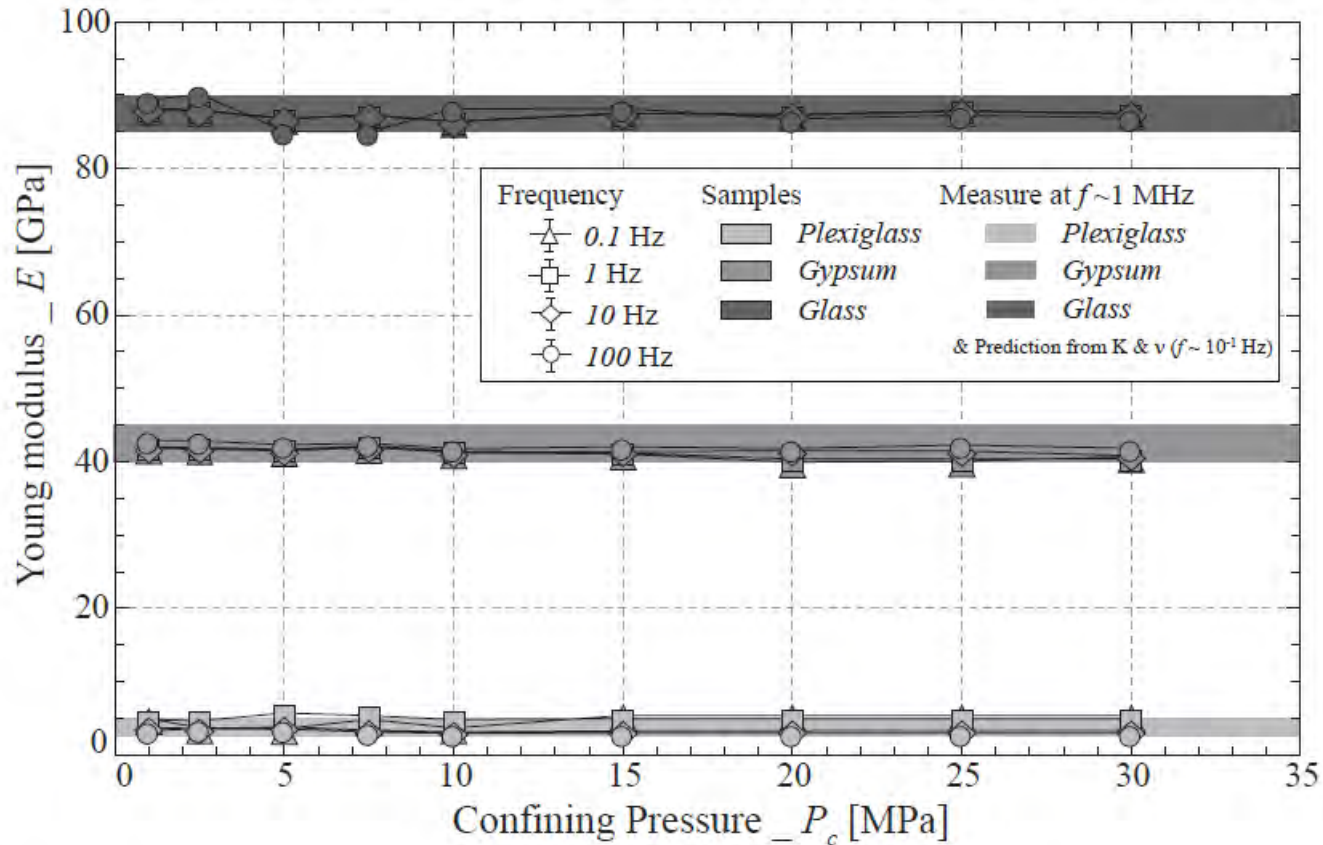 100
80
60
40
20
0
Young modulus _ E [GPa]
Frequency
0.1 Hz
1 Hz
10 Hz
100 Hz
Samples
Plexiglass
Gypsum
Glass
Measure at f ~1 MHz
Plexiglass
Gypsum
Glass
& Prediction from K & ν (f ~ 10⁻¹ Hz)
0 5 10 15 20 25 30 35
Confining Pressure _ P_c [MPa]